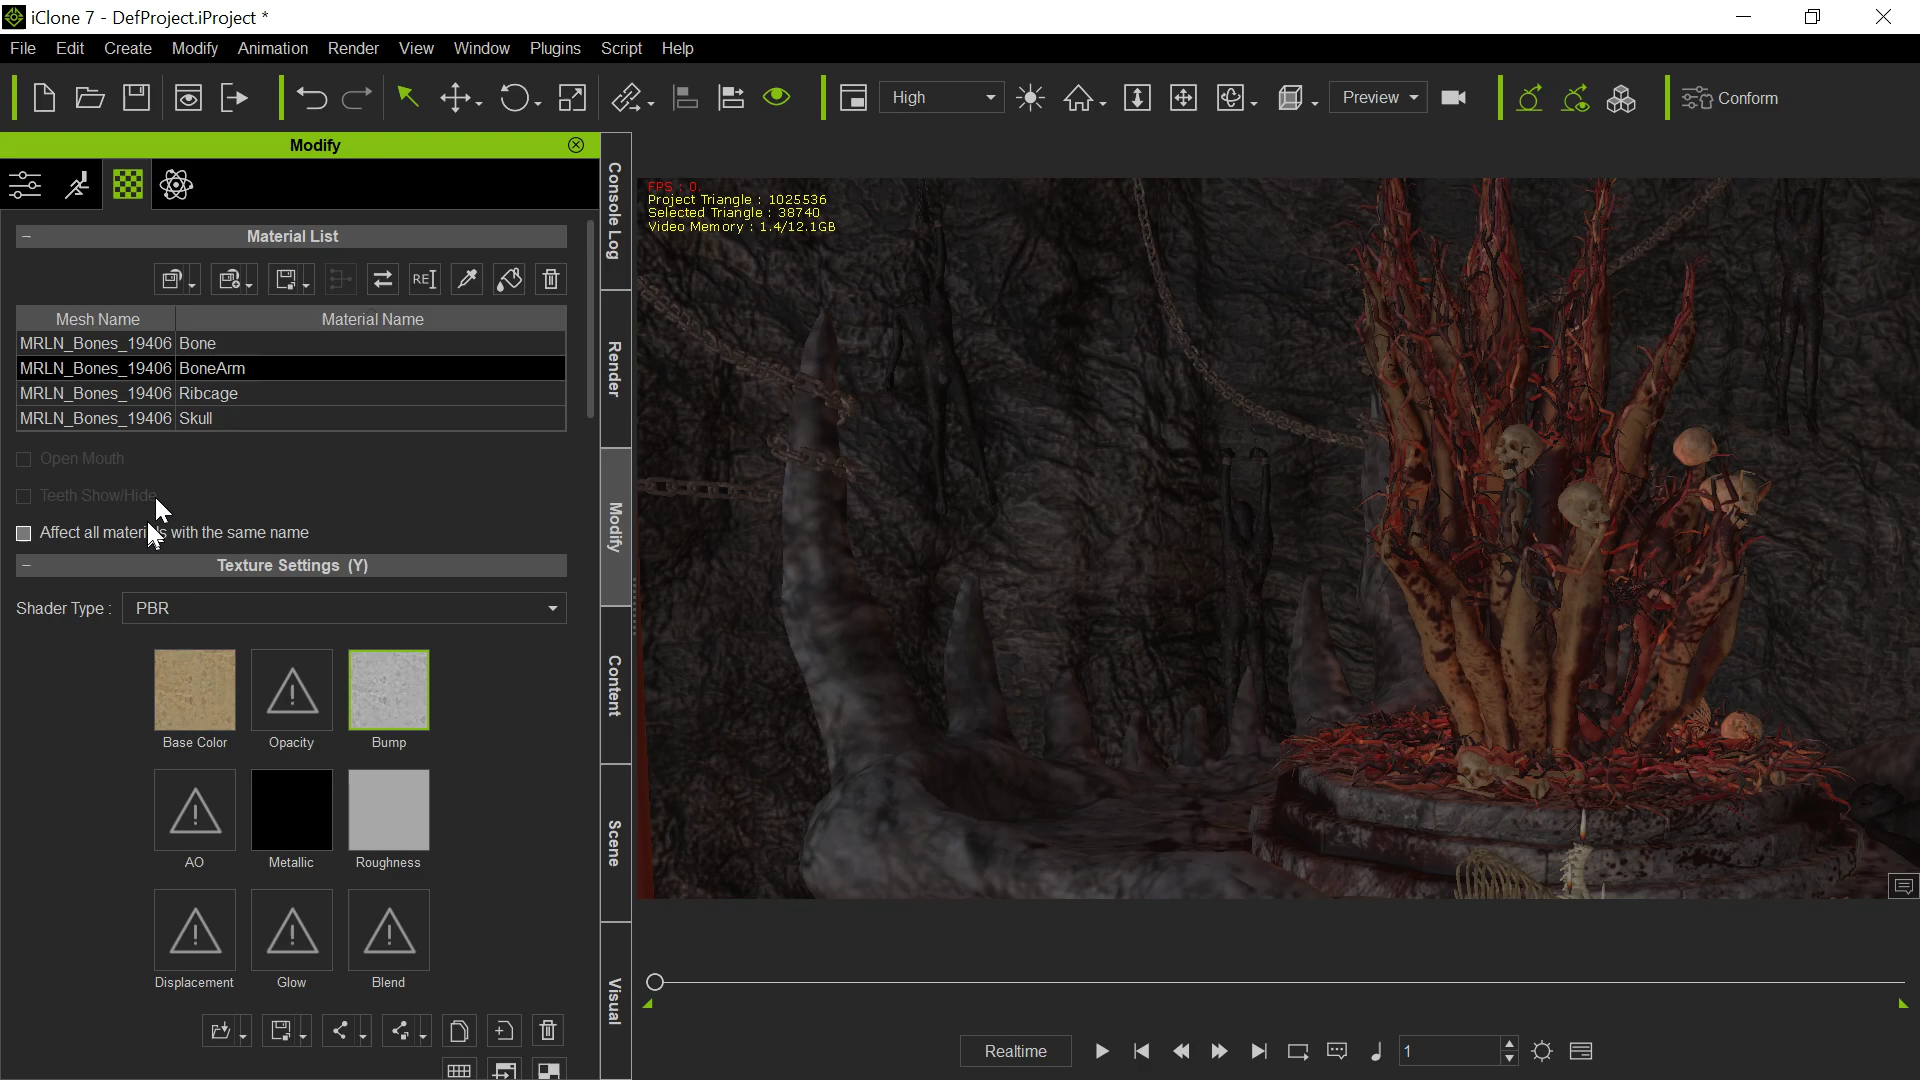 iClone 7 - DefProject.iProject *
File Edit Create Modify Animation Render View Window Plugins Script Help
High Preview Conform
Modify
Console Log
Render
Modify
Content
Scene
Visual
Material List
REI
Mesh Name Material Name
MRLN_Bones_19406 Bone
MRLN_Bones_19406 BoneArm
MRLN_Bones_19406 Ribcage
MRLN_Bones_19406 Skull
Open Mouth
Teeth Show/Hide
Affect all materials with the same name
Texture Settings (Y)
Shader Type : PBR
Base Color Opacity Bump
AO Metallic Roughness
Displacement Glow Blend
FPS : 0.
Project Triangle : 1025536
Selected Triangle : 38740
Video Memory : 1.4/12.1GB
Realtime 1